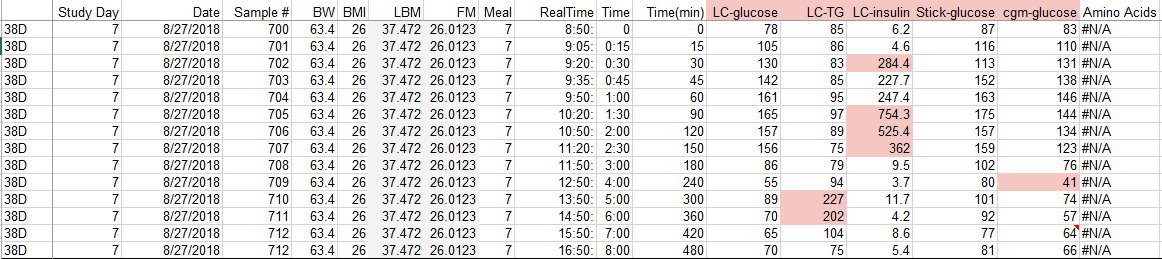 Study Day Date Sample # BW BMI LBM FM Meal RealTime Time Time(min) LC-glucose LC-TG LC-insulin Stick-glucose cgm-glucose Amino Acids
38D 7 8/27/2018 700 63.4 26 37.472 26.0123 7 8:50: 0 0 78 85 6.2 87 83 #N/A
38D 7 8/27/2018 701 63.4 26 37.472 26.0123 7 9:05: 0:15 15 105 86 4.6 116 110 #N/A
38D 7 8/27/2018 702 63.4 26 37.472 26.0123 7 9:20: 0:30 30 130 83 284.4 113 131 #N/A
38D 7 8/27/2018 703 63.4 26 37.472 26.0123 7 9:35: 0:45 45 142 85 227.7 152 138 #N/A
38D 7 8/27/2018 704 63.4 26 37.472 26.0123 7 9:50: 1:00 60 161 95 247.4 163 146 #N/A
38D 7 8/27/2018 705 63.4 26 37.472 26.0123 7 10:20: 1:30 90 165 97 754.3 175 144 #N/A
38D 7 8/27/2018 706 63.4 26 37.472 26.0123 7 10:50: 2:00 120 157 89 525.4 157 134 #N/A
38D 7 8/27/2018 707 63.4 26 37.472 26.0123 7 11:20: 2:30 150 156 75 362 159 123 #N/A
38D 7 8/27/2018 708 63.4 26 37.472 26.0123 7 11:50: 3:00 180 86 79 9.5 102 76 #N/A
38D 7 8/27/2018 709 63.4 26 37.472 26.0123 7 12:50: 4:00 240 55 94 3.7 80 41 #N/A
38D 7 8/27/2018 710 63.4 26 37.472 26.0123 7 13:50: 5:00 300 89 227 11.7 101 74 #N/A
38D 7 8/27/2018 711 63.4 26 37.472 26.0123 7 14:50: 6:00 360 70 202 4.2 92 57 #N/A
38D 7 8/27/2018 712 63.4 26 37.472 26.0123 7 15:50: 7:00 420 65 104 8.6 77 64 #N/A
38D 7 8/27/2018 712 63.4 26 37.472 26.0123 7 16:50: 8:00 480 70 75 5.4 81 66 #N/A